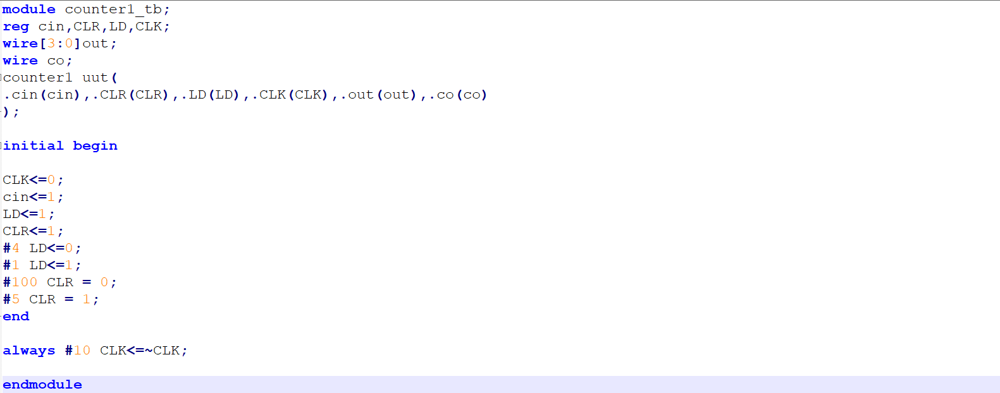 module counter1_tb;
reg cin,CLR,LD,CLK;
wire[3:0]out;
wire co;
counter1 uut(
.cin(cin),.CLR(CLR),.LD(LD),.CLK(CLK),.out(out),.co(co)
);
initial begin
CLK<=0;
cin<=1;
LD<=1;
CLR<=1;
#4 LD<=0;
#1 LD<=1;
#100 CLR = 0;
#5 CLR = 1;
end
always #10 CLK<=~CLK;
endmodule